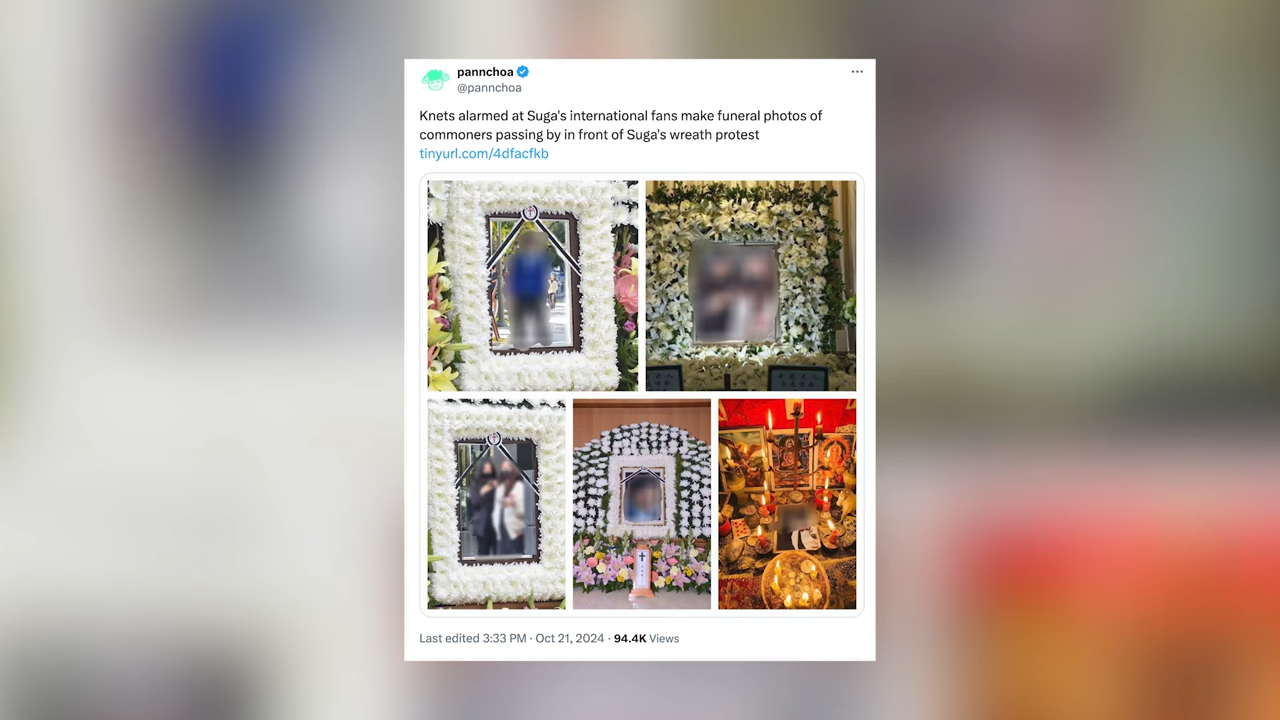 pannchoa
@pannchoa
Knets alarmed at Suga's international fans make funeral photos of
commoners passing by in front of Suga's wreath protest
tinyurl.com/4dfacfkb
Last edited 3:33 PM · Oct 21, 2024 · 94.4K Views